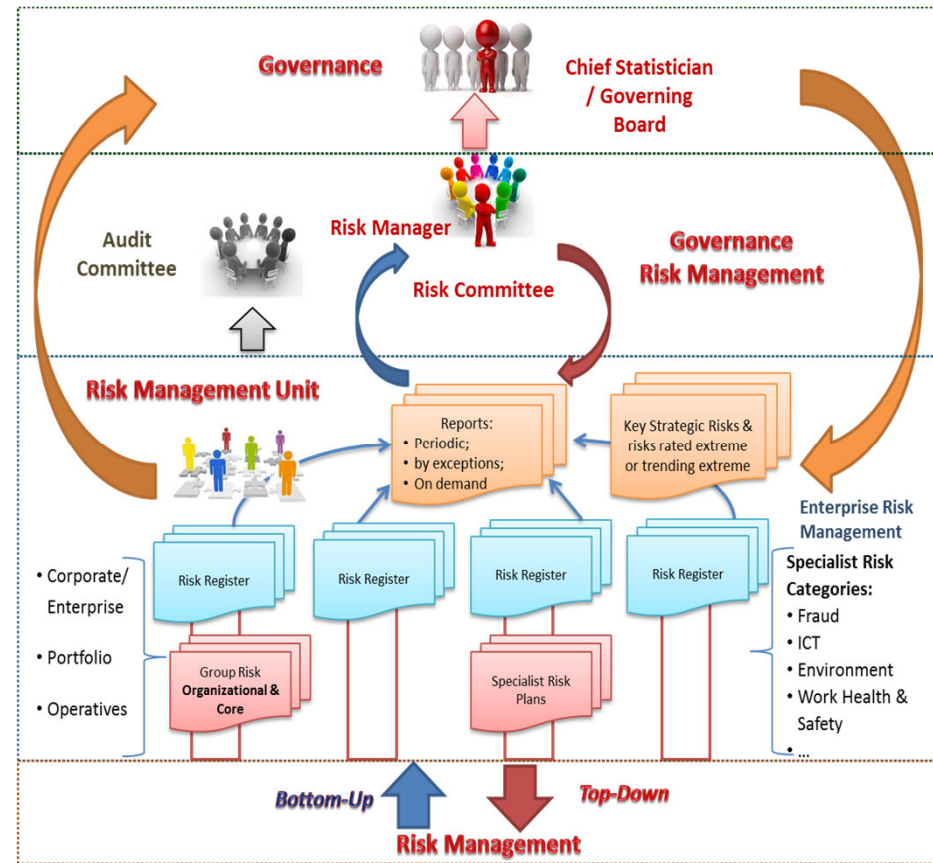 Governance
Chief Statistician
/ Governing
Board
Audit
Committee
Risk Manager
Risk Committee
Governance
Risk Management
Risk Management Unit
Reports:
• Periodic;
• by exceptions;
• On demand
Key Strategic Risks &
risks rated extreme
or trending extreme
Enterprise Risk
Management
Risk Register
Risk Register
Risk Register
Risk Register
• Corporate/
Enterprise
• Portfolio
• Operatives
Group Risk
Organizational &
Core
Specialist Risk
Plans
Specialist Risk
Categories:
• Fraud
• ICT
• Environment
• Work Health &
Safety
• ...
Bottom-Up
Top-Down
Risk Management